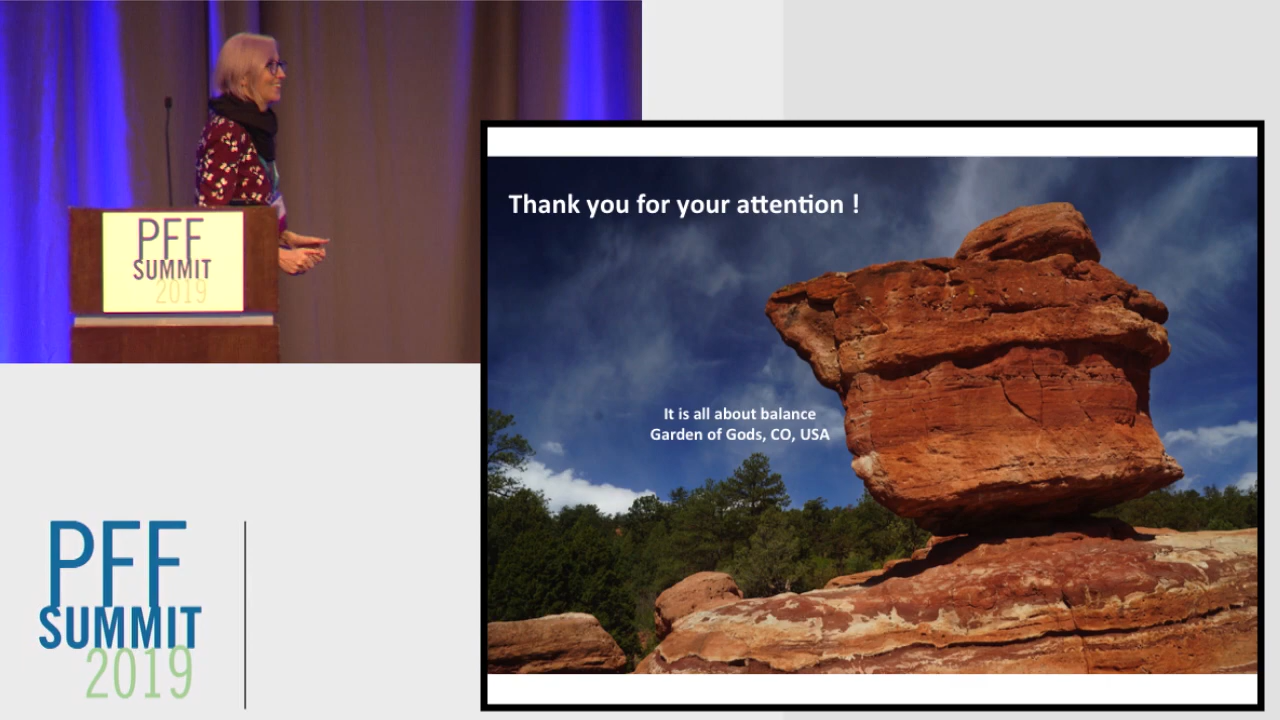 PFF
SUMMIT
2019
Thank you for your attention !
It is all about balance
Garden of Gods, CO, USA
PFF
SUMMIT
2019